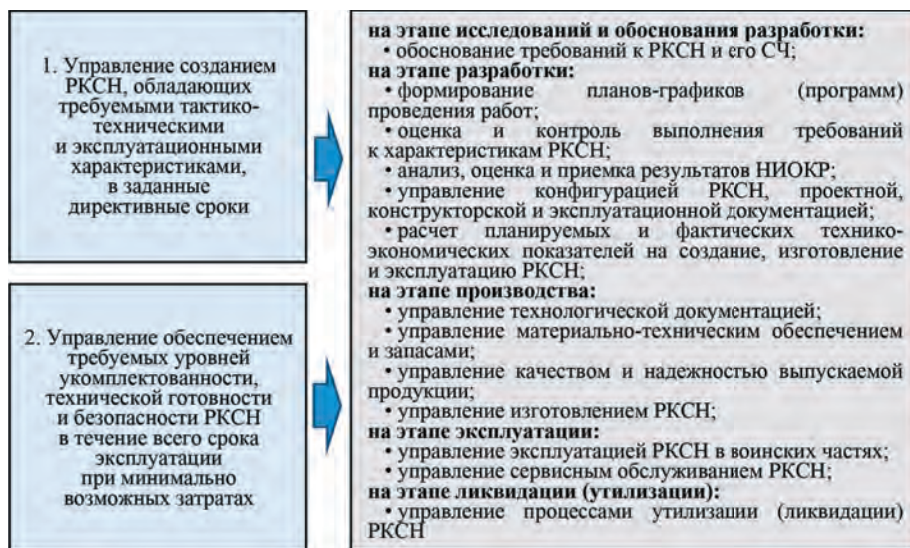 1. Управление созданием
РКСН, обладающих
требуемыми тактико-
техническими
и эксплуатационными
характеристиками,
в заданные
директивные сроки
2. Управление обеспечением
требуемых уровней
укомплектованности,
технической готовности
и безопасности РКСН
в течение всего срока
эксплуатации
при минимально
возможных затратах
на этапе исследований и обоснования разработки:
• обоснование требований к РКСН и его СЧ;
на этапе разработки:
• формирование планов-графиков (программ)
проведения работ;
• оценка и контроль выполнения требований
к характеристикам РКСН;
• анализ, оценка и приемка результатов НИОКР;
• управление конфигурацией РКСН, проектной,
конструкторской и эксплуатационной документацией;
• расчет планируемых и фактических технико-
экономических показателей на создание, изготовление
и эксплуатацию РКСН;
на этапе производства:
• управление технологической документацией;
• управление материально-техническим обеспечением
и запасами;
• управление качеством и надежностью выпускаемой
продукции;
• управление изготовлением РКСН;
на этапе эксплуатации:
• управление эксплуатацией РКСН в воинских частях;
• управление сервисным обслуживанием РКСН;
на этапе ликвидации (утилизации):
• управление процессами утилизации (ликвидации)
РКСН